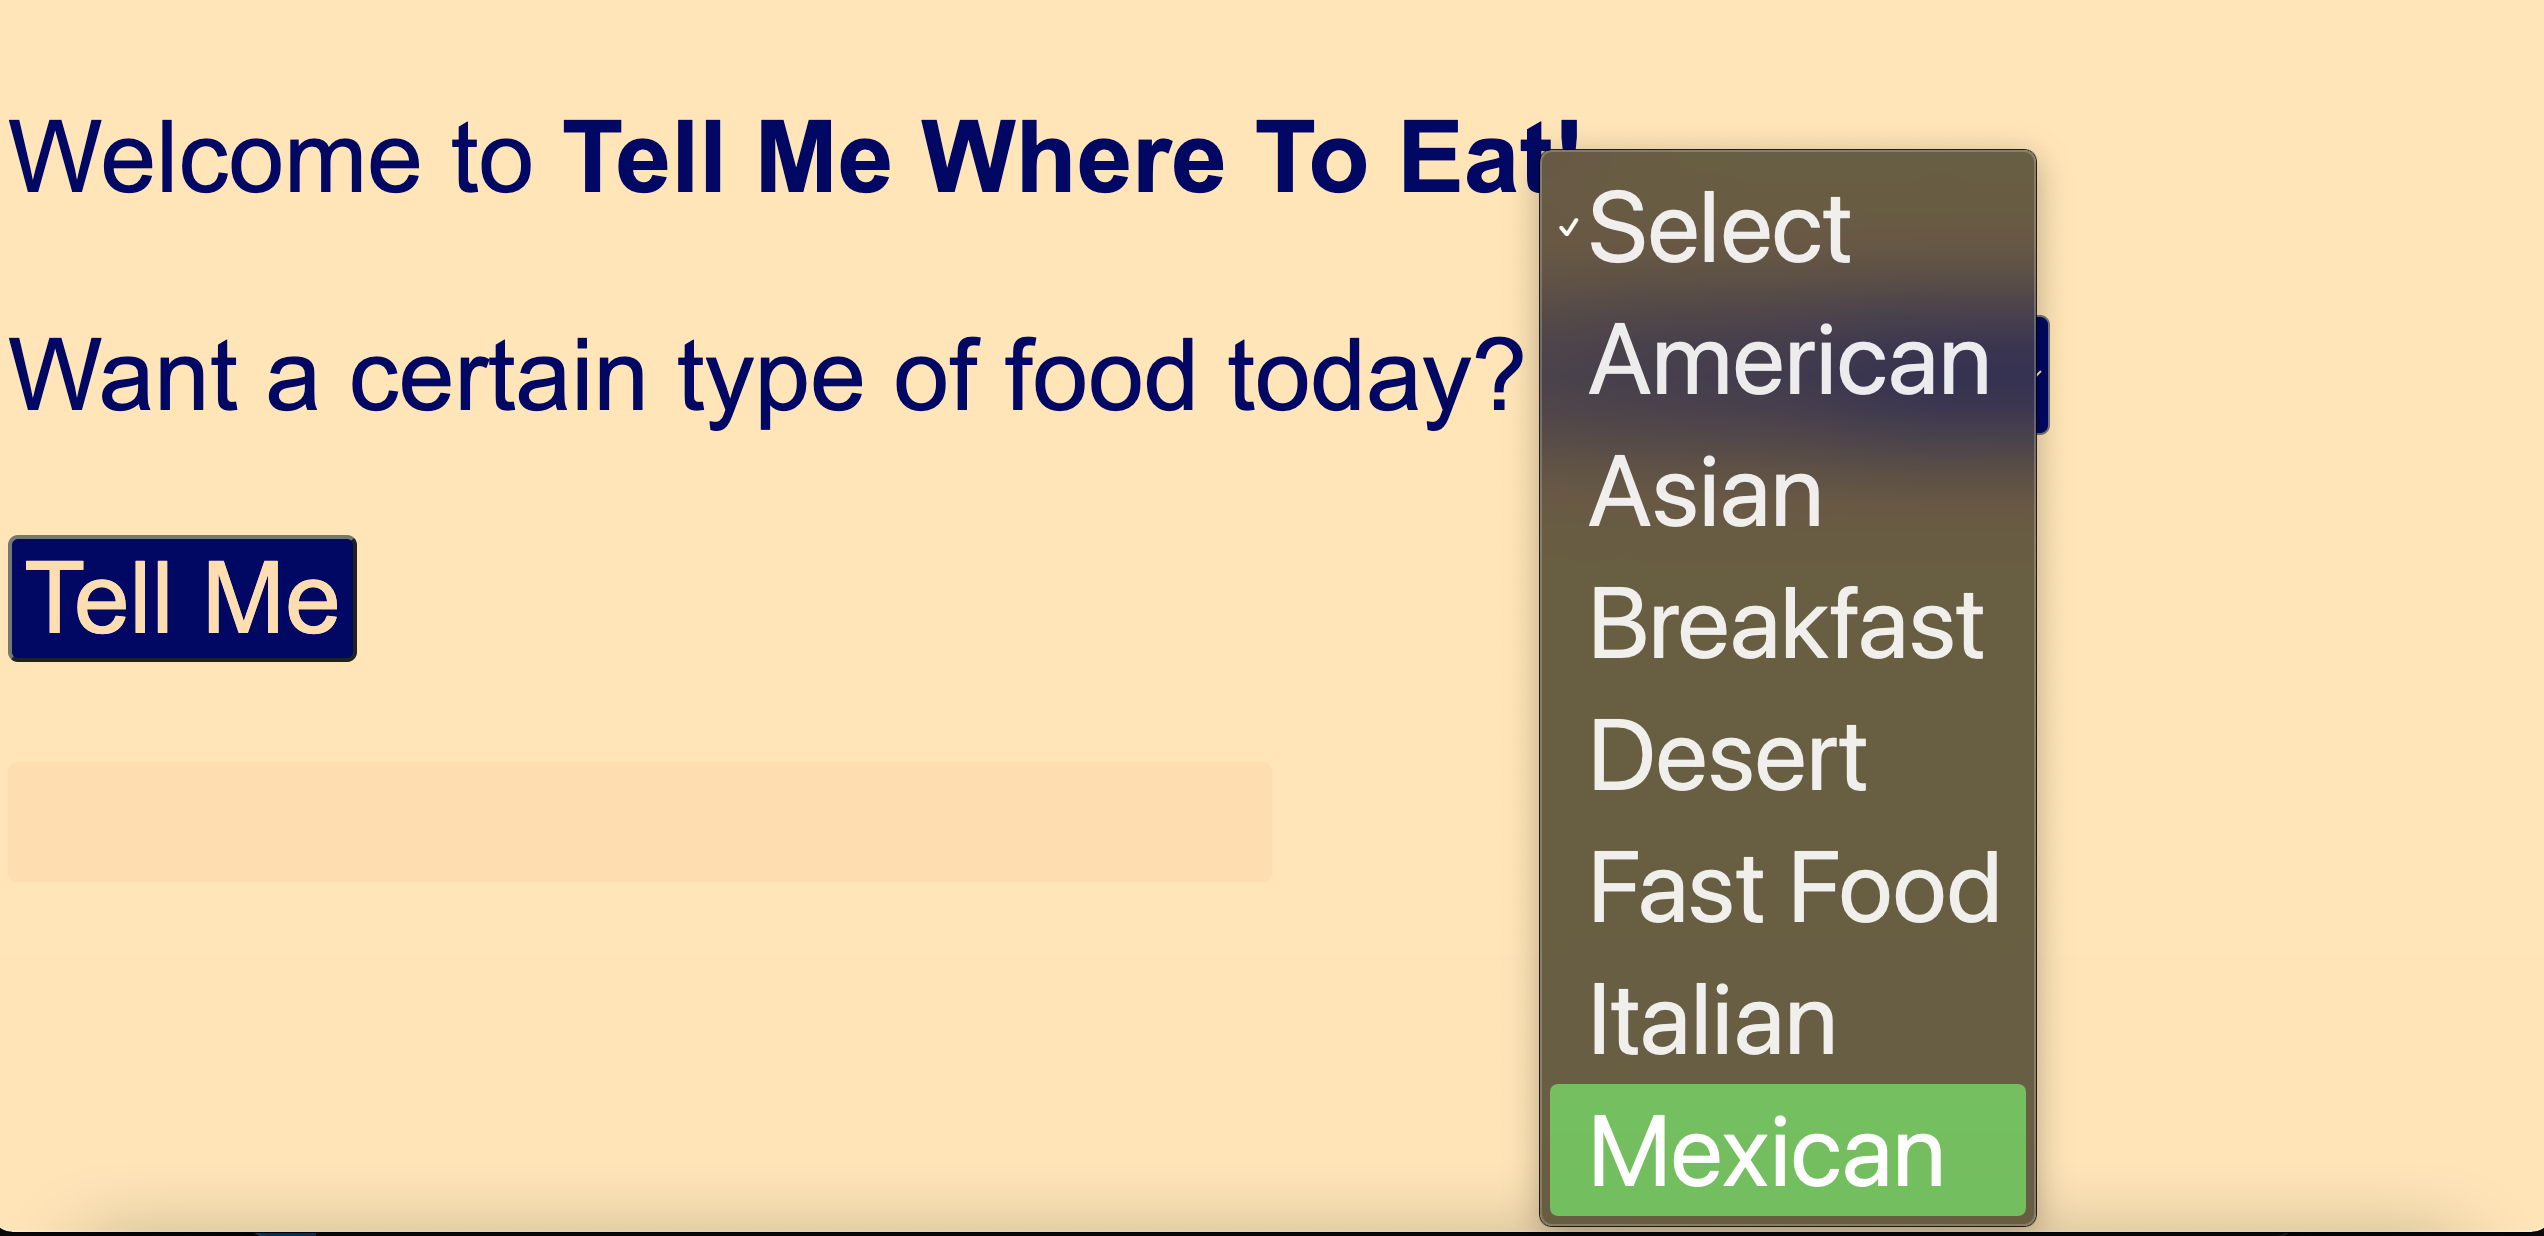 Welcome to Tell Me Where To Eat!
Want a certain type of food today?
Tell Me
Select
American
Asian
Breakfast
Desert
Fast Food
Italian
Mexican